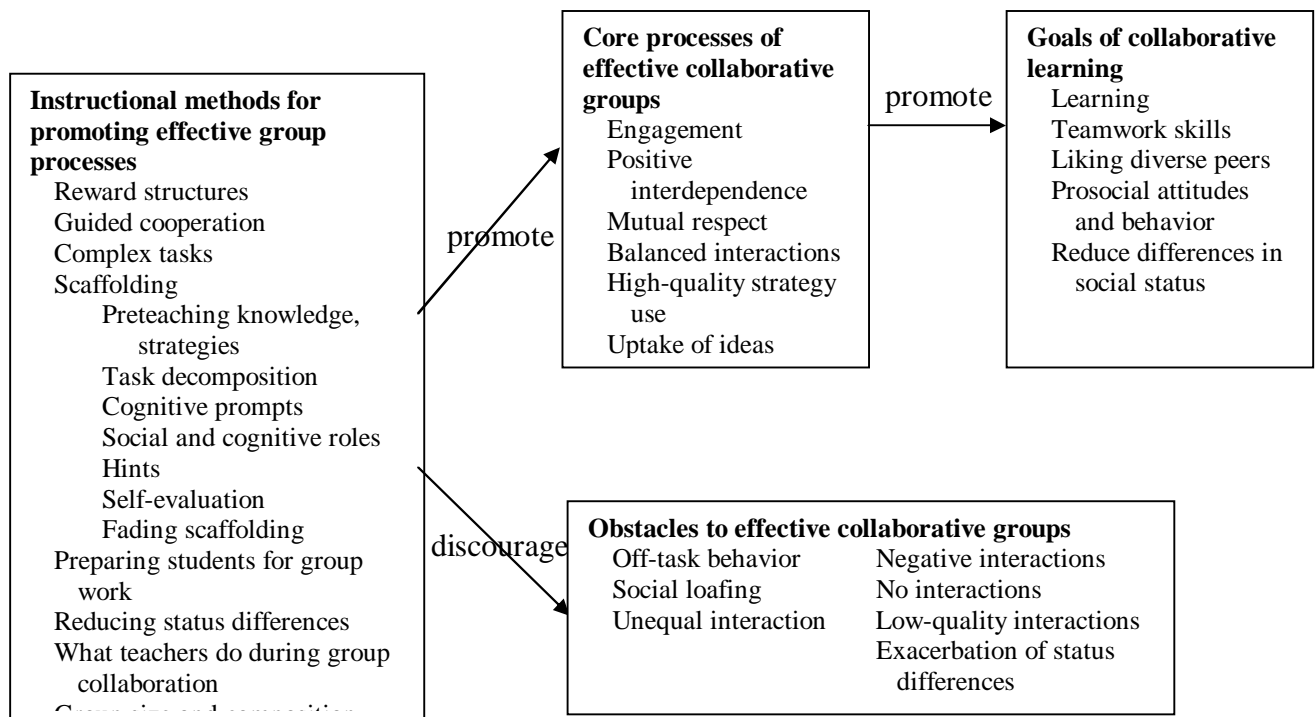 Instructional methods for
promoting effective group
processes
Reward structures
Guided cooperation
Complex tasks
Scaffolding
Preteaching knowledge,
strategies
Task decomposition
Cognitive prompts
Social and cognitive roles
Hints
Self-evaluation
Fading scaffolding
Preparing students for group
work
Reducing status differences
What teachers do during group
collaboration
Group size and composition
promote
discourage
Core processes of
effective collaborative
groups
Engagement
Positive
interdependence
Mutual respect
Balanced interactions
High-quality strategy
use
Uptake of ideas
promote
Goals of collaborative
learning
Learning
Teamwork skills
Liking diverse peers
Prosocial attitudes
and behavior
Reduce differences in
social status
Obstacles to effective collaborative groups
Off-task behavior
Social loafing
Unequal interaction
Negative interactions
No interactions
Low-quality interactions
Exacerbation of status
differences